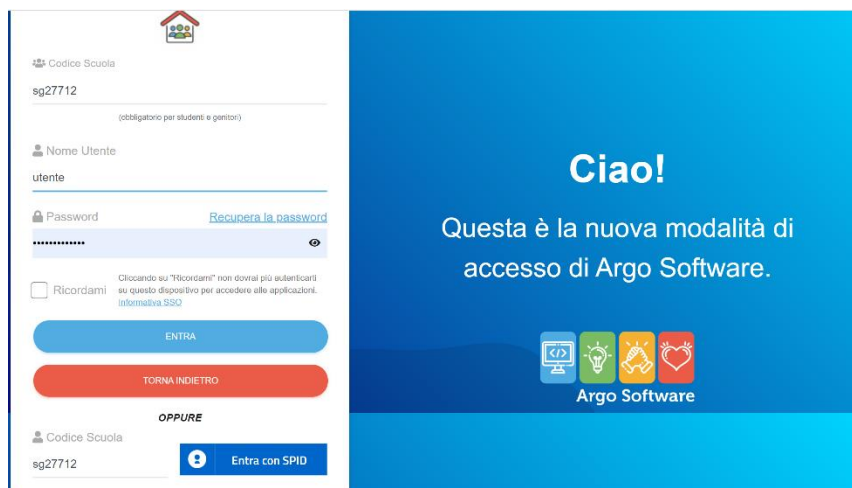 Codice Scuola
sg27712
(obbligatorio per studenti e genitori)
Nome Utente
utente
Password
Recupera la password
•••••••••••••
Ricordami
Cliccando su "Ricordami" non dovrai più autenticarti
su questo dispositivo per accedere alle applicazioni.
Informativa SSO
ENTRA
TORNA INDIETRO
OPPURE
Codice Scuola
sg27712
Entra con SPID
Ciao!
Questa è la nuova modalità di
accesso di Argo Software.
</>
Argo Software